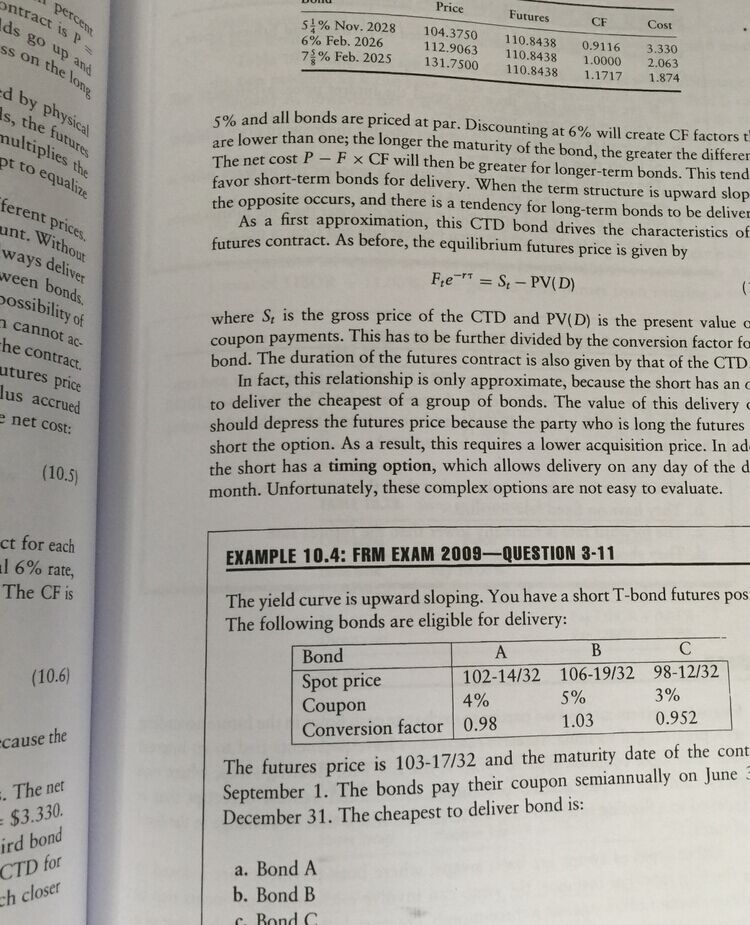 percent
ontract is P =
lds go up and
ss on the long
ed by physical
ls, the futures
multiplies the
pt to equalize
ferent prices.
unt. Without
ways deliver
ween bonds.
possibility of
n cannot ac-
he contract.
utures price
lus accrued
e net cost:
(10.5)
ct for each
al 6% rate,
The CF is
(10.6)
ecause the
s. The net
= $3.330.
ird bond
CTD for
ch closer
Price Futures CF Cost
5¼% Nov. 2028 104.3750 110.8438 0.9116 3.330
6% Feb. 2026 112.9063 110.8438 1.0000 2.063
7⅝% Feb. 2025 131.7500 110.8438 1.1717 1.874
5% and all bonds are priced at par. Discounting at 6% will create CF factors t
are lower than one; the longer the maturity of the bond, the greater the differen
The net cost P − F × CF will then be greater for longer-term bonds. This tend
favor short-term bonds for delivery. When the term structure is upward slop
the opposite occurs, and there is a tendency for long-term bonds to be deliver
As a first approximation, this CTD bond drives the characteristics of
futures contract. As before, the equilibrium futures price is given by
Fₜe⁻ʳᵗ = Sₜ − PV(D)
where Sₜ is the gross price of the CTD and PV(D) is the present value o
coupon payments. This has to be further divided by the conversion factor fo
bond. The duration of the futures contract is also given by that of the CTD
In fact, this relationship is only approximate, because the short has an o
to deliver the cheapest of a group of bonds. The value of this delivery o
should depress the futures price because the party who is long the futures
short the option. As a result, this requires a lower acquisition price. In ad
the short has a timing option, which allows delivery on any day of the d
month. Unfortunately, these complex options are not easy to evaluate.
EXAMPLE 10.4: FRM EXAM 2009—QUESTION 3-11
The yield curve is upward sloping. You have a short T-bond futures pos
The following bonds are eligible for delivery:
Bond A B C
Spot price 102-14/32 106-19/32 98-12/32
Coupon 4% 5% 3%
Conversion factor 0.98 1.03 0.952
The futures price is 103-17/32 and the maturity date of the cont
September 1. The bonds pay their coupon semiannually on June 3
December 31. The cheapest to deliver bond is:
a. Bond A
b. Bond B
c. Bond C